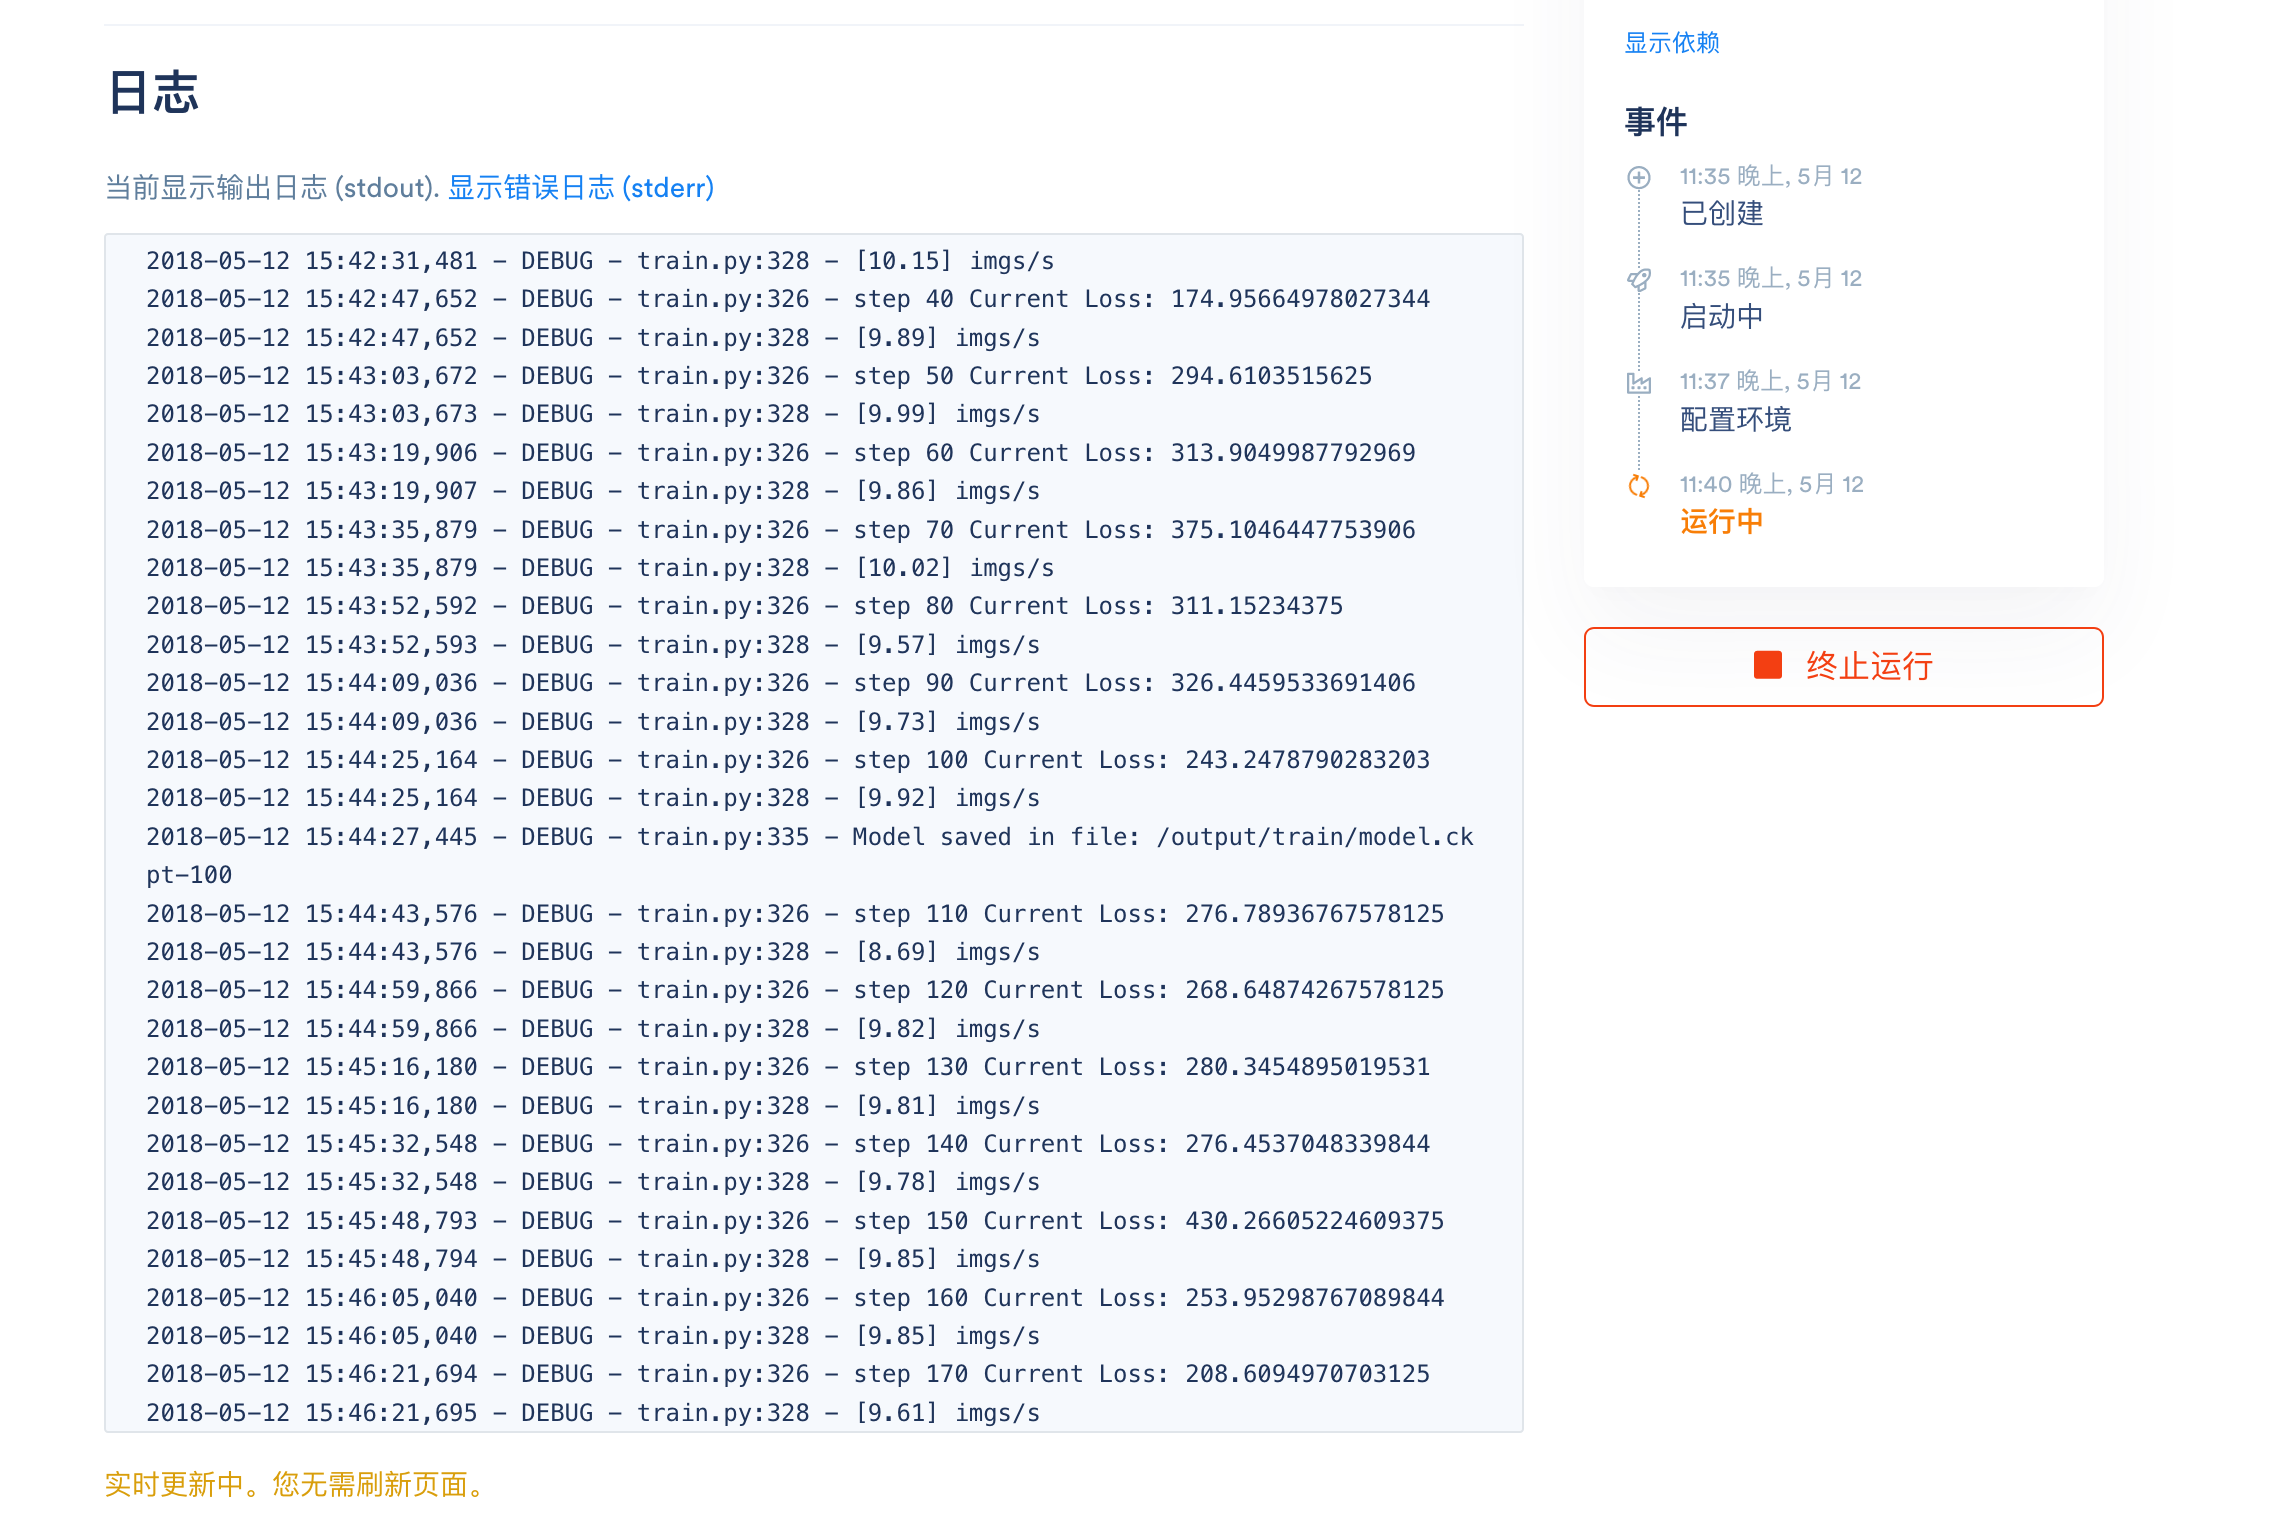 日志
当前显示输出日志 (stdout). 显示错误日志 (stderr)
2018-05-12 15:42:31,481 - DEBUG - train.py:328 - [10.15] imgs/s
2018-05-12 15:42:47,652 - DEBUG - train.py:326 - step 40 Current Loss: 174.95664978027344
2018-05-12 15:42:47,652 - DEBUG - train.py:328 - [9.89] imgs/s
2018-05-12 15:43:03,672 - DEBUG - train.py:326 - step 50 Current Loss: 294.6103515625
2018-05-12 15:43:03,673 - DEBUG - train.py:328 - [9.99] imgs/s
2018-05-12 15:43:19,906 - DEBUG - train.py:326 - step 60 Current Loss: 313.9049987792969
2018-05-12 15:43:19,907 - DEBUG - train.py:328 - [9.86] imgs/s
2018-05-12 15:43:35,879 - DEBUG - train.py:326 - step 70 Current Loss: 375.1046447753906
2018-05-12 15:43:35,879 - DEBUG - train.py:328 - [10.02] imgs/s
2018-05-12 15:43:52,592 - DEBUG - train.py:326 - step 80 Current Loss: 311.15234375
2018-05-12 15:43:52,593 - DEBUG - train.py:328 - [9.57] imgs/s
2018-05-12 15:44:09,036 - DEBUG - train.py:326 - step 90 Current Loss: 326.4459533691406
2018-05-12 15:44:09,036 - DEBUG - train.py:328 - [9.73] imgs/s
2018-05-12 15:44:25,164 - DEBUG - train.py:326 - step 100 Current Loss: 243.2478790283203
2018-05-12 15:44:25,164 - DEBUG - train.py:328 - [9.92] imgs/s
2018-05-12 15:44:27,445 - DEBUG - train.py:335 - Model saved in file: /output/train/model.ck
pt-100
2018-05-12 15:44:43,576 - DEBUG - train.py:326 - step 110 Current Loss: 276.78936767578125
2018-05-12 15:44:43,576 - DEBUG - train.py:328 - [8.69] imgs/s
2018-05-12 15:44:59,866 - DEBUG - train.py:326 - step 120 Current Loss: 268.64874267578125
2018-05-12 15:44:59,866 - DEBUG - train.py:328 - [9.82] imgs/s
2018-05-12 15:45:16,180 - DEBUG - train.py:326 - step 130 Current Loss: 280.3454895019531
2018-05-12 15:45:16,180 - DEBUG - train.py:328 - [9.81] imgs/s
2018-05-12 15:45:32,548 - DEBUG - train.py:326 - step 140 Current Loss: 276.4537048339844
2018-05-12 15:45:32,548 - DEBUG - train.py:328 - [9.78] imgs/s
2018-05-12 15:45:48,793 - DEBUG - train.py:326 - step 150 Current Loss: 430.26605224609375
2018-05-12 15:45:48,794 - DEBUG - train.py:328 - [9.85] imgs/s
2018-05-12 15:46:05,040 - DEBUG - train.py:326 - step 160 Current Loss: 253.95298767089844
2018-05-12 15:46:05,040 - DEBUG - train.py:328 - [9.85] imgs/s
2018-05-12 15:46:21,694 - DEBUG - train.py:326 - step 170 Current Loss: 208.6094970703125
2018-05-12 15:46:21,695 - DEBUG - train.py:328 - [9.61] imgs/s
实时更新中。您无需刷新页面。
显示依赖
事件
11:35 晚上, 5月 12
已创建
11:35 晚上, 5月 12
启动中
11:37 晚上, 5月 12
配置环境
11:40 晚上, 5月 12
运行中
终止运行